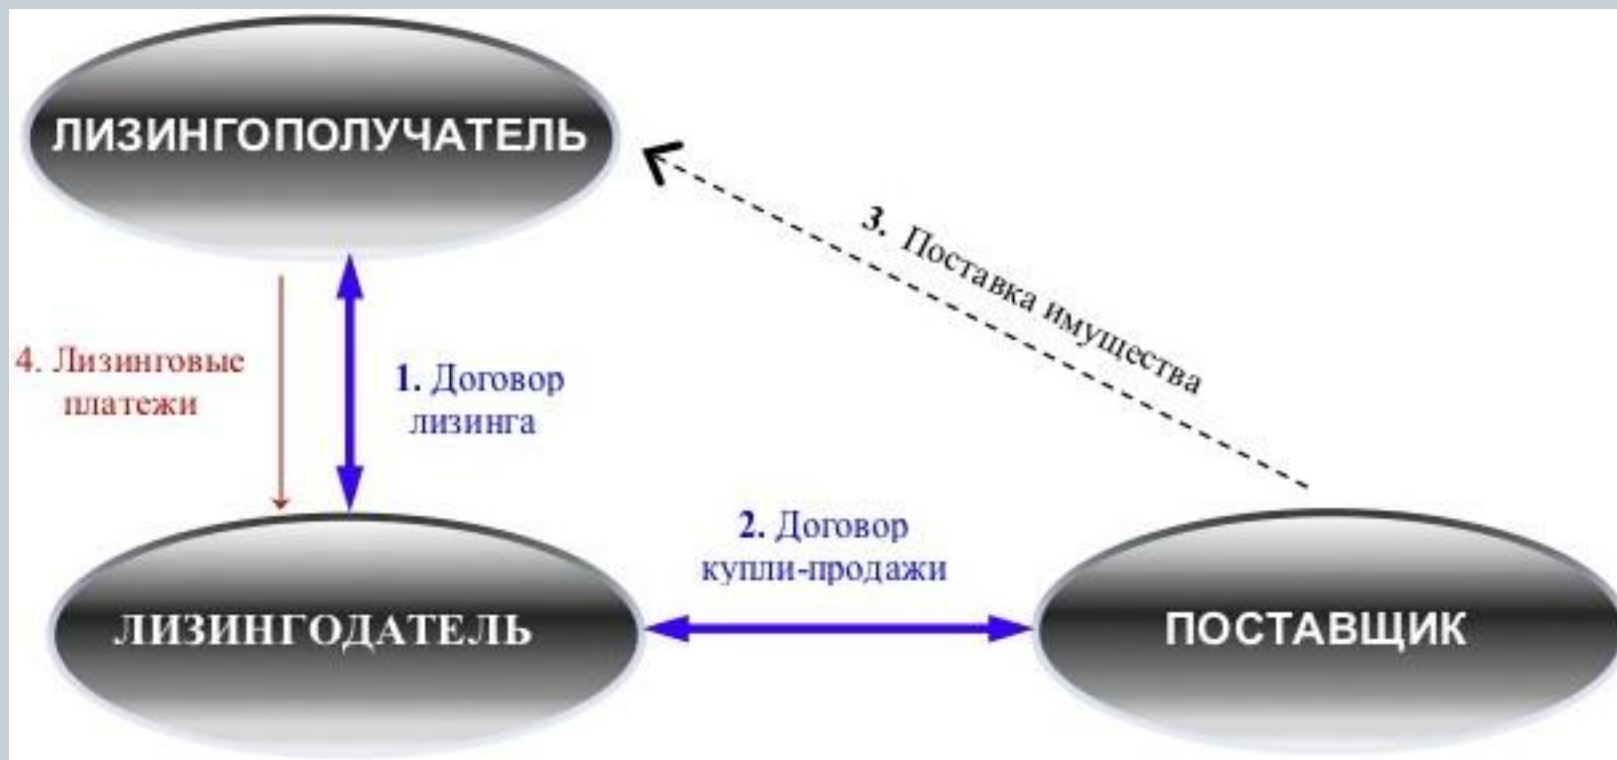 ЛИЗИНГОПОЛУЧАТЕЛЬ
3. Поставка имущества
4. Лизинговые
платежи
1. Договор
лизинга
2. Договор
купли-продажи
ЛИЗИНГОДАТЕЛЬ
ПОСТАВЩИК